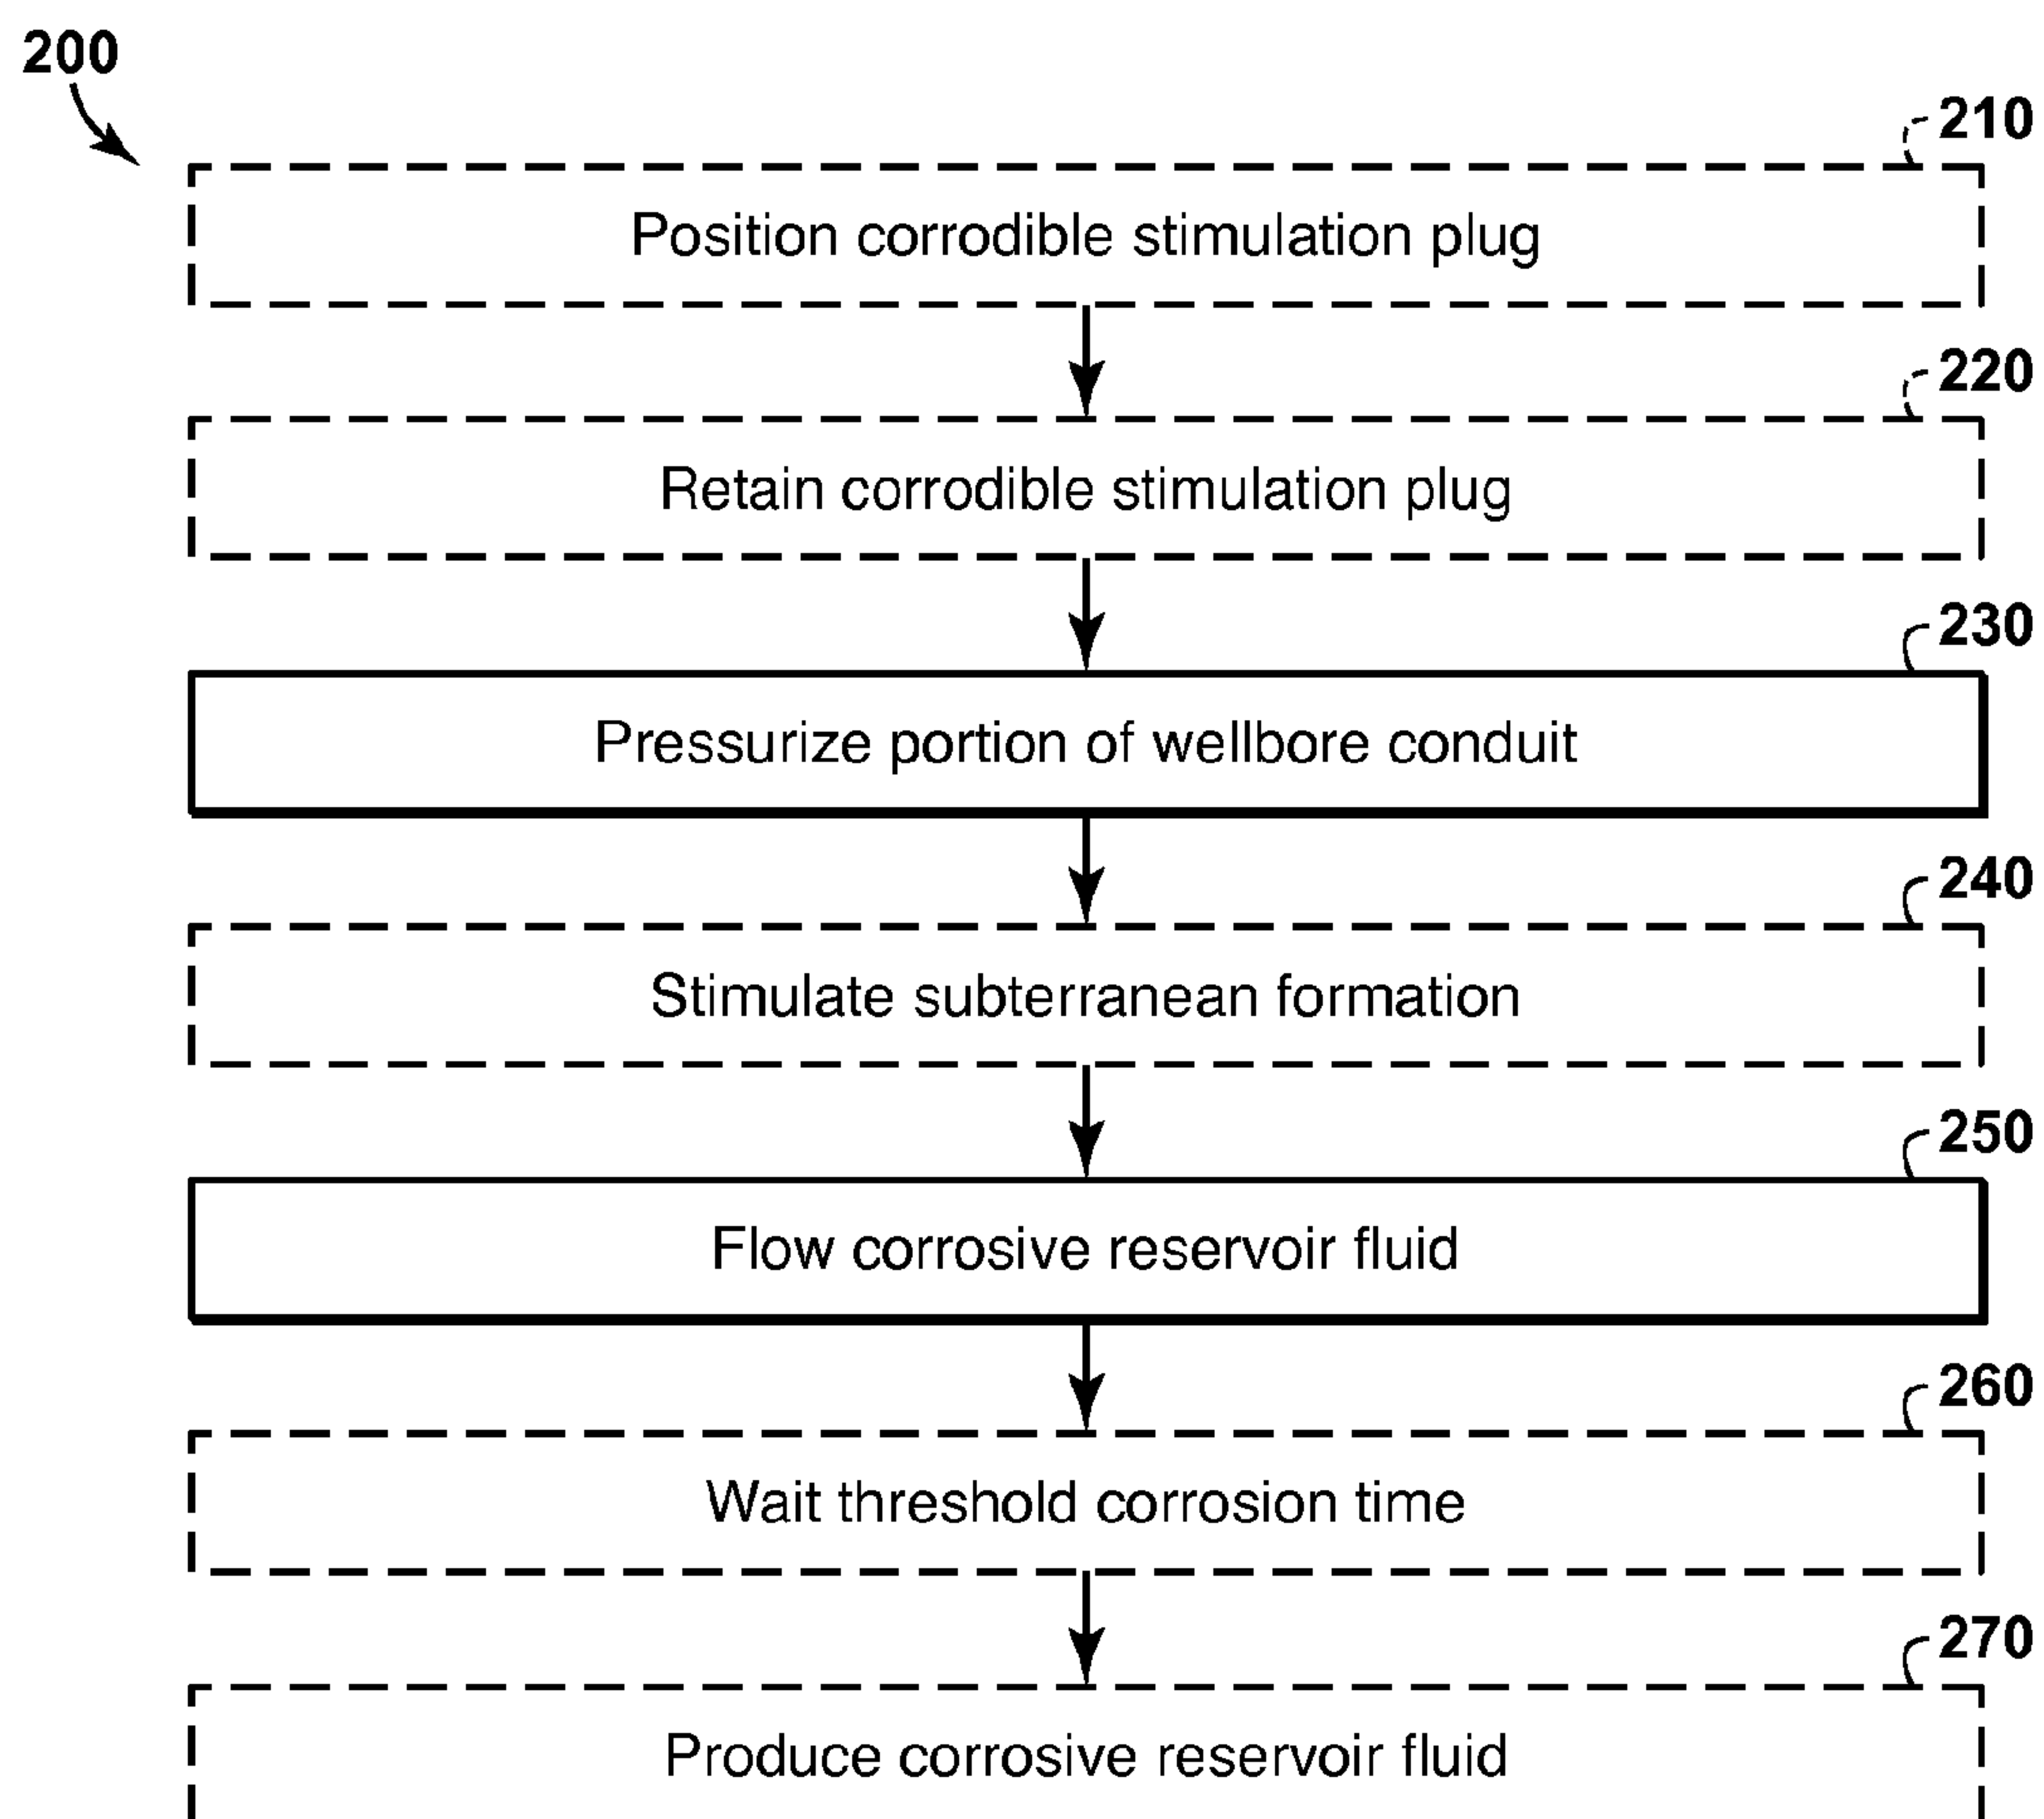 200
210
Position corrodible stimulation plug
220
Retain corrodible stimulation plug
230
Pressurize portion of wellbore conduit
240
Stimulate subterranean formation
250
Flow corrosive reservoir fluid
260
Wait threshold corrosion time
270
Produce corrosive reservoir fluid